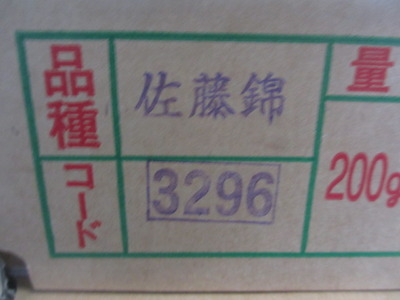 品種 佐藤錦 量
コード 3296 200g